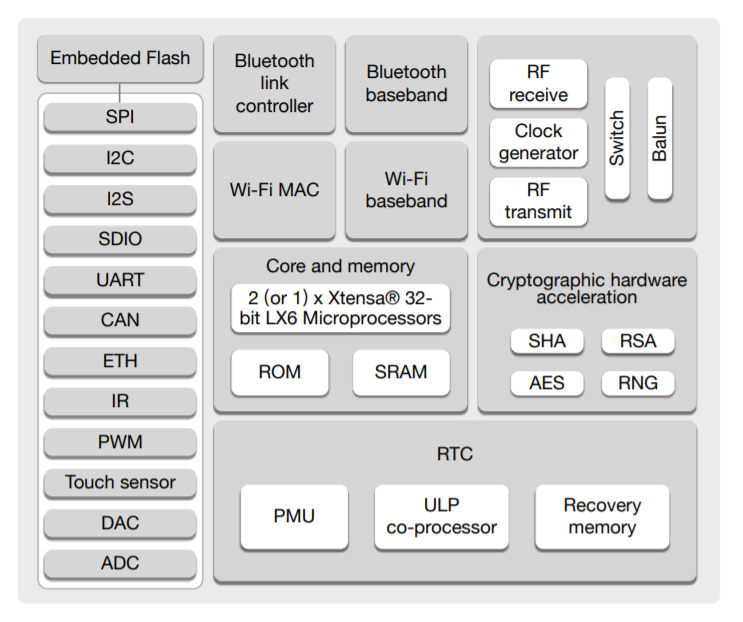 Embedded Flash
SPI
I2C
I2S
SDIO
UART
CAN
ETH
IR
PWM
Touch sensor
DAC
ADC
Bluetooth
link
controller
Bluetooth
baseband
Wi-Fi MAC
Wi-Fi
baseband
RF
receive
Clock
generator
RF
transmit
Switch
Balun
Core and memory
2 (or 1) x Xtensa® 32-
bit LX6 Microprocessors
ROM
SRAM
Cryptographic hardware
acceleration
SHA
RSA
AES
RNG
RTC
PMU
ULP
co-processor
Recovery
memory